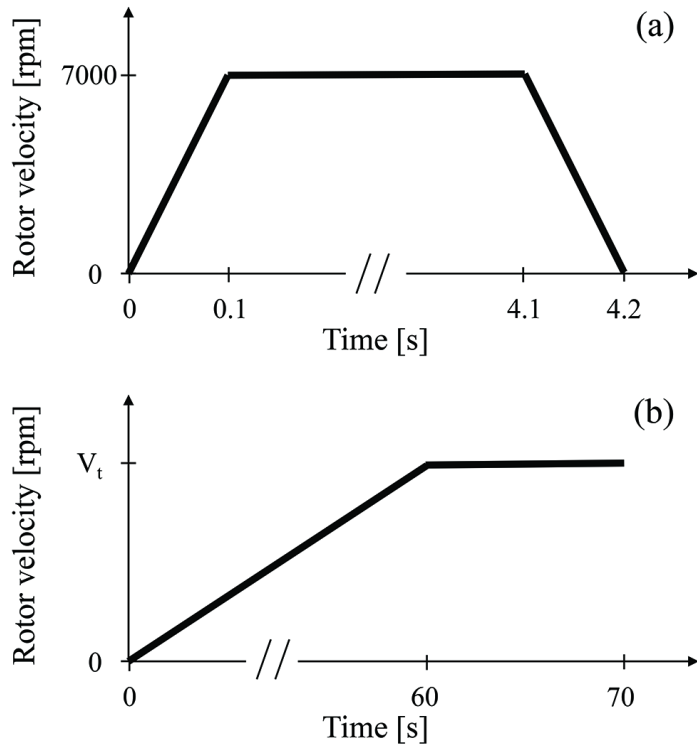 (a)
Rotor velocity [rpm]
7000
0
0 0.1 4.1 4.2
Time [s]
(b)
Rotor velocity [rpm]
Vt
0
0 60 70
Time [s]